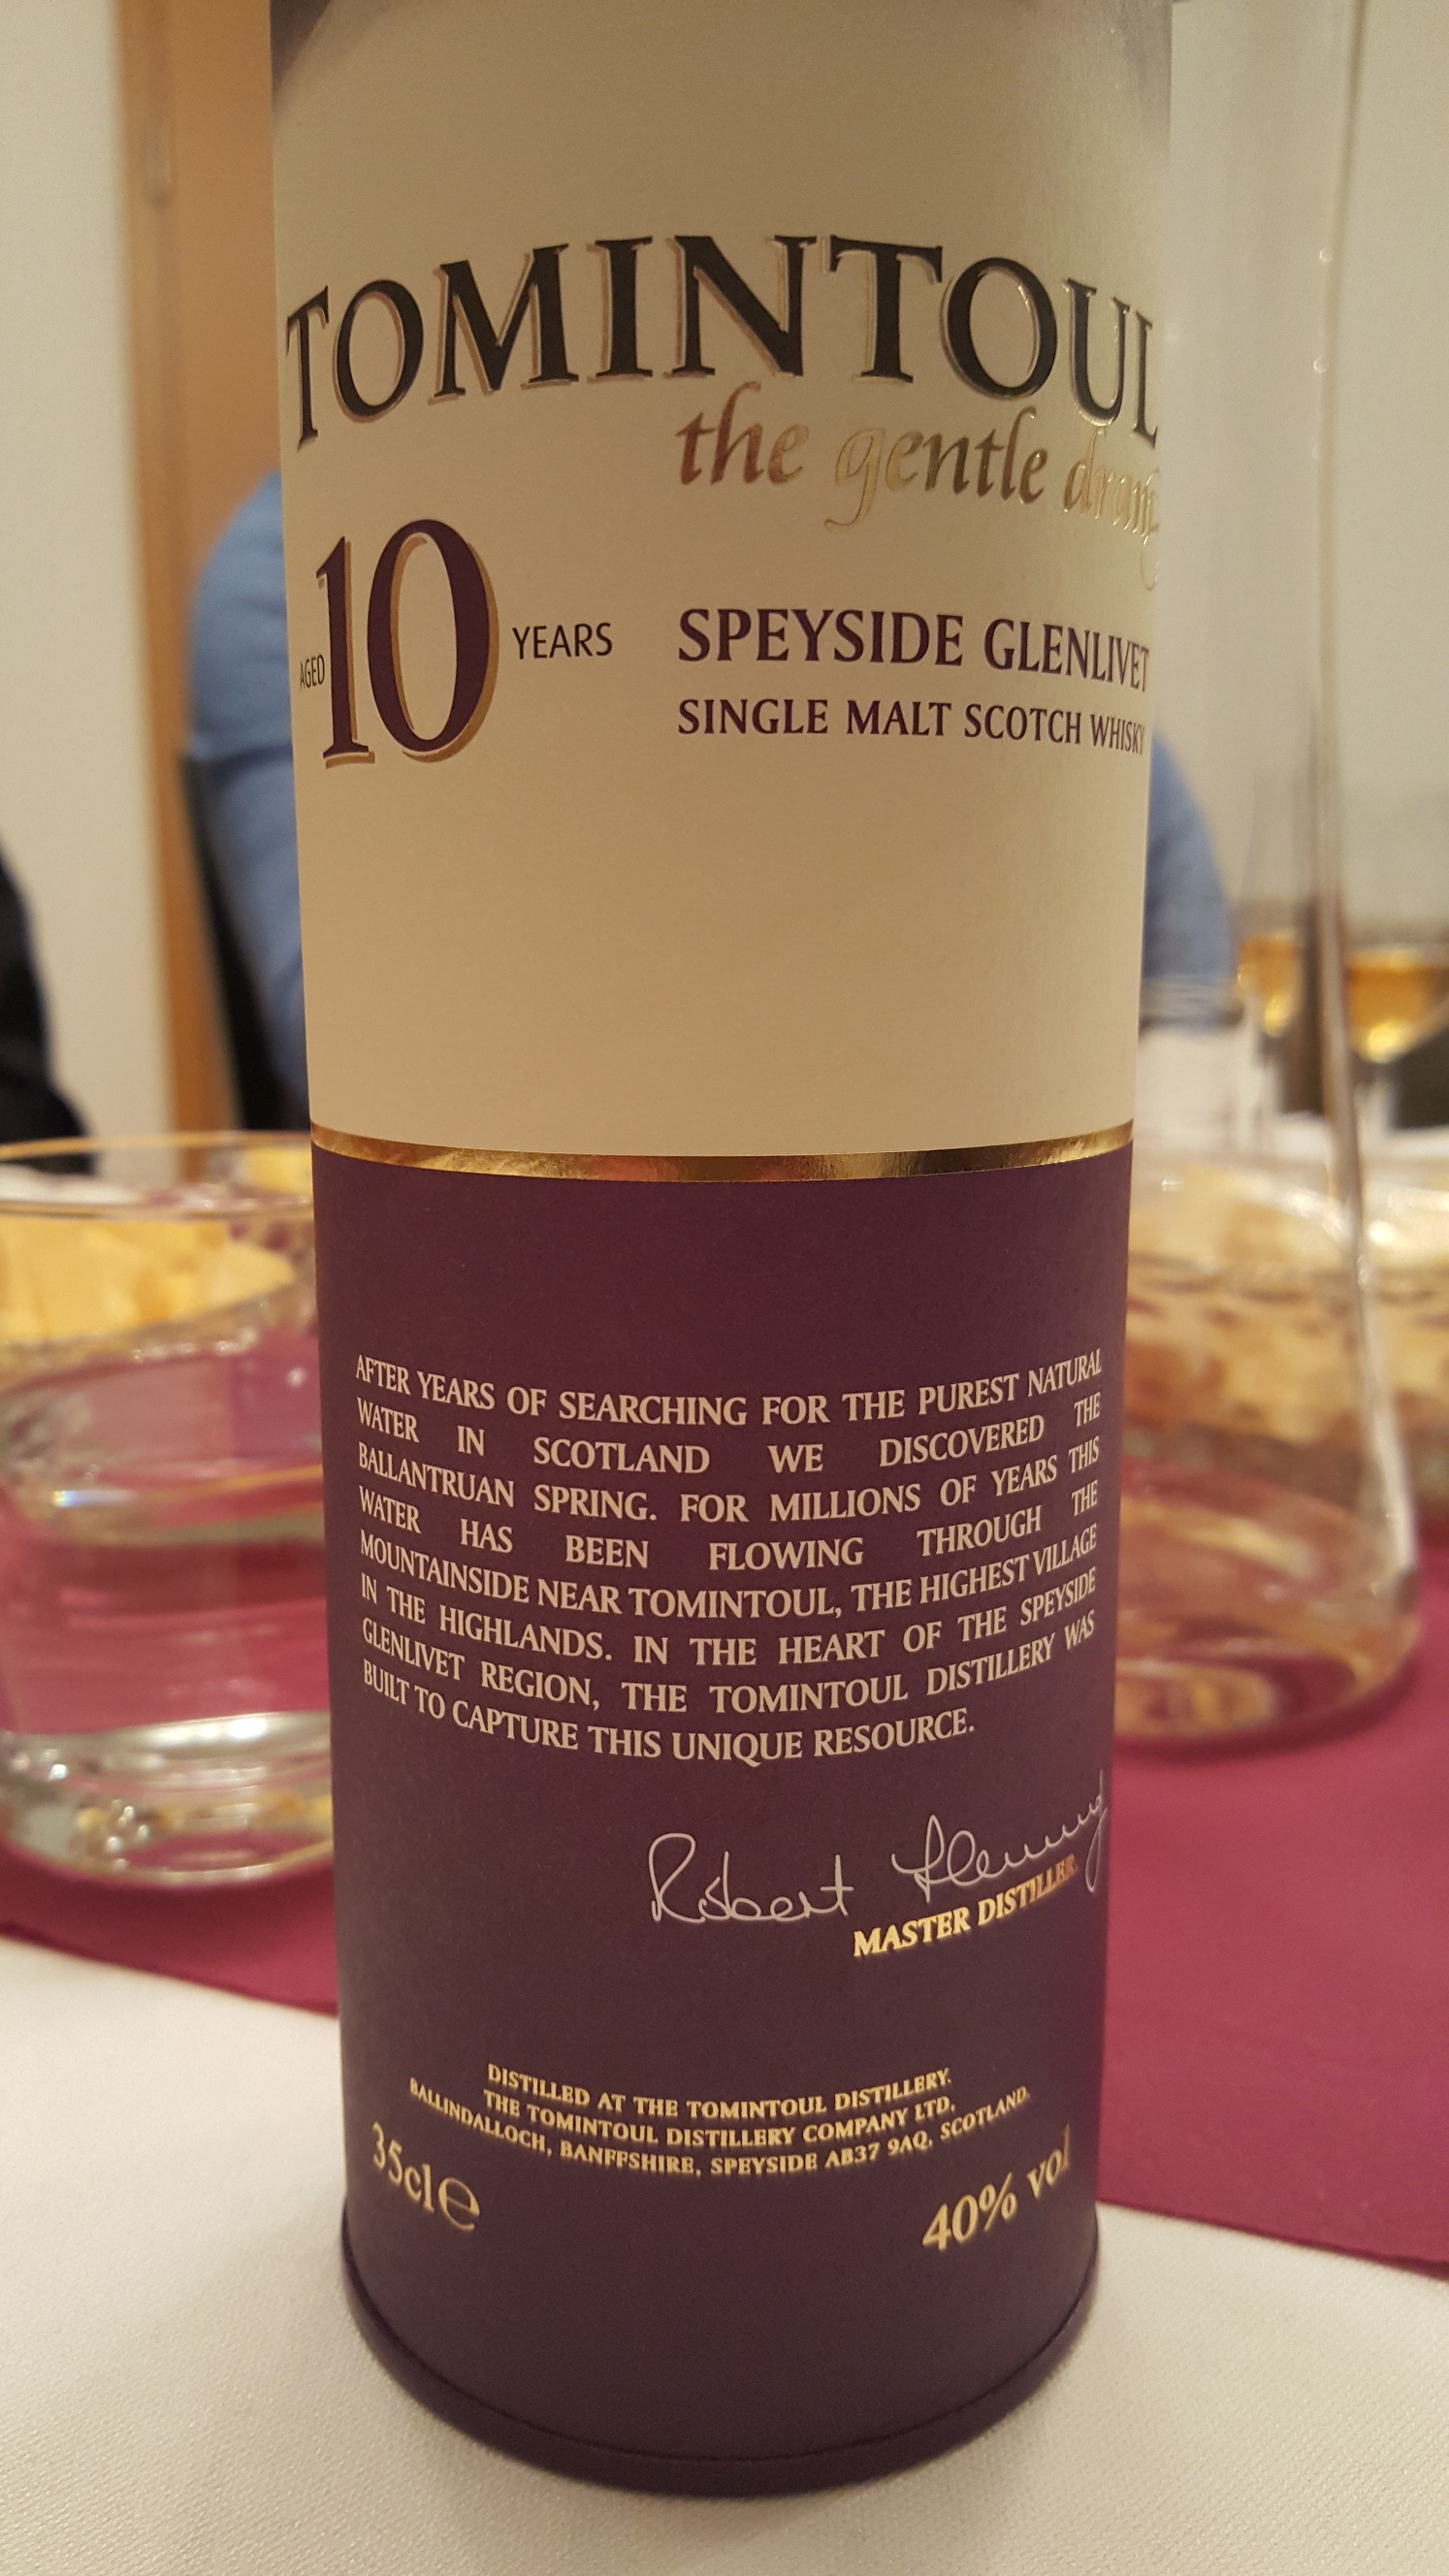 TOMINTOUL
the gentle dram
AGED 10 YEARS
SPEYSIDE GLENLIVET
SINGLE MALT SCOTCH WHISKY
AFTER YEARS OF SEARCHING FOR THE PUREST NATURAL
WATER IN SCOTLAND WE DISCOVERED THE
BALLANTRUAN SPRING. FOR MILLIONS OF YEARS THIS
WATER HAS BEEN FLOWING THROUGH THE
MOUNTAINSIDE NEAR TOMINTOUL, THE HIGHEST VILLAGE
IN THE HIGHLANDS. IN THE HEART OF THE SPEYSIDE
GLENLIVET REGION, THE TOMINTOUL DISTILLERY WAS
BUILT TO CAPTURE THIS UNIQUE RESOURCE.
Robert Fleming
MASTER DISTILLER
DISTILLED AT THE TOMINTOUL DISTILLERY.
THE TOMINTOUL DISTILLERY COMPANY LTD.
BALLINDALLOCH, BANFFSHIRE, SPEYSIDE AB37 9AQ. SCOTLAND.
35cl e
40% vol